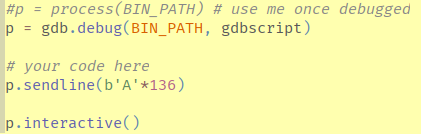 #p = process(BIN_PATH) # use me once debugged
p = gdb.debug(BIN_PATH, gdbscript)
# your code here
p.sendline(b'A'*136)
p.interactive()